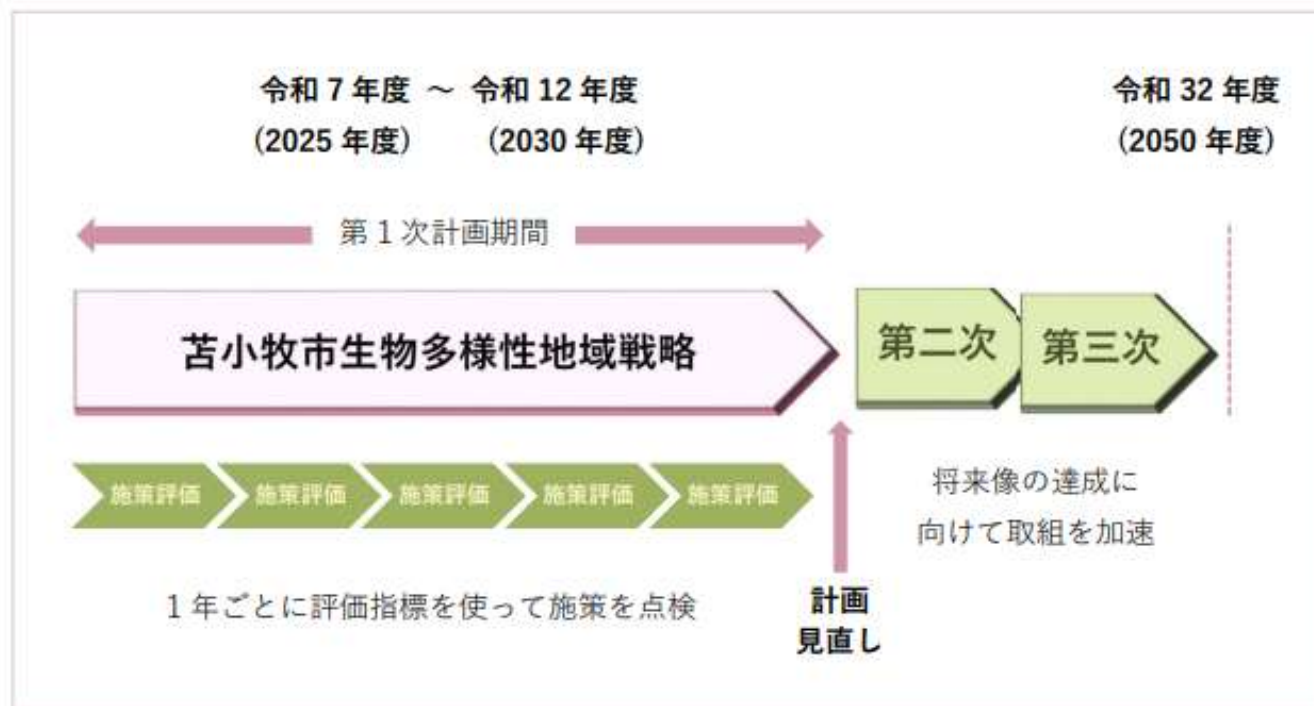 令和 7 年度 ～ 令和 12 年度
(2025 年度) (2030 年度)
令和 32 年度
(2050 年度)
第 1 次計画期間
苫小牧市生物多様性地域戦略
第二次
第三次
施策評価
施策評価
施策評価
施策評価
施策評価
将来像の達成に
向けて取組を加速
1 年ごとに評価指標を使って施策を点検
計画
見直し